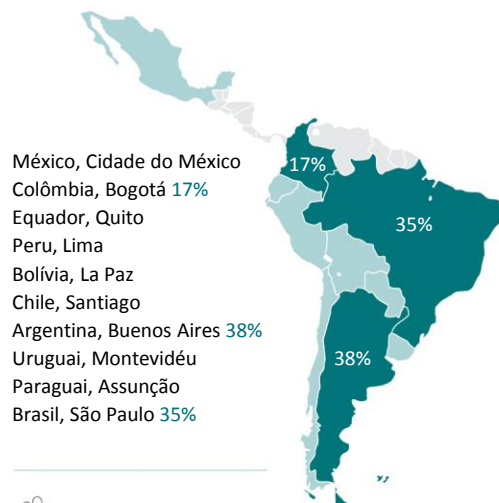 México, Cidade do México
Colômbia, Bogotá 17%
Equador, Quito
Peru, Lima
Bolívia, La Paz
Chile, Santiago
Argentina, Buenos Aires 38%
Uruguai, Montevidéu
Paraguai, Assunção
Brasil, São Paulo 35%
17%
35%
38%